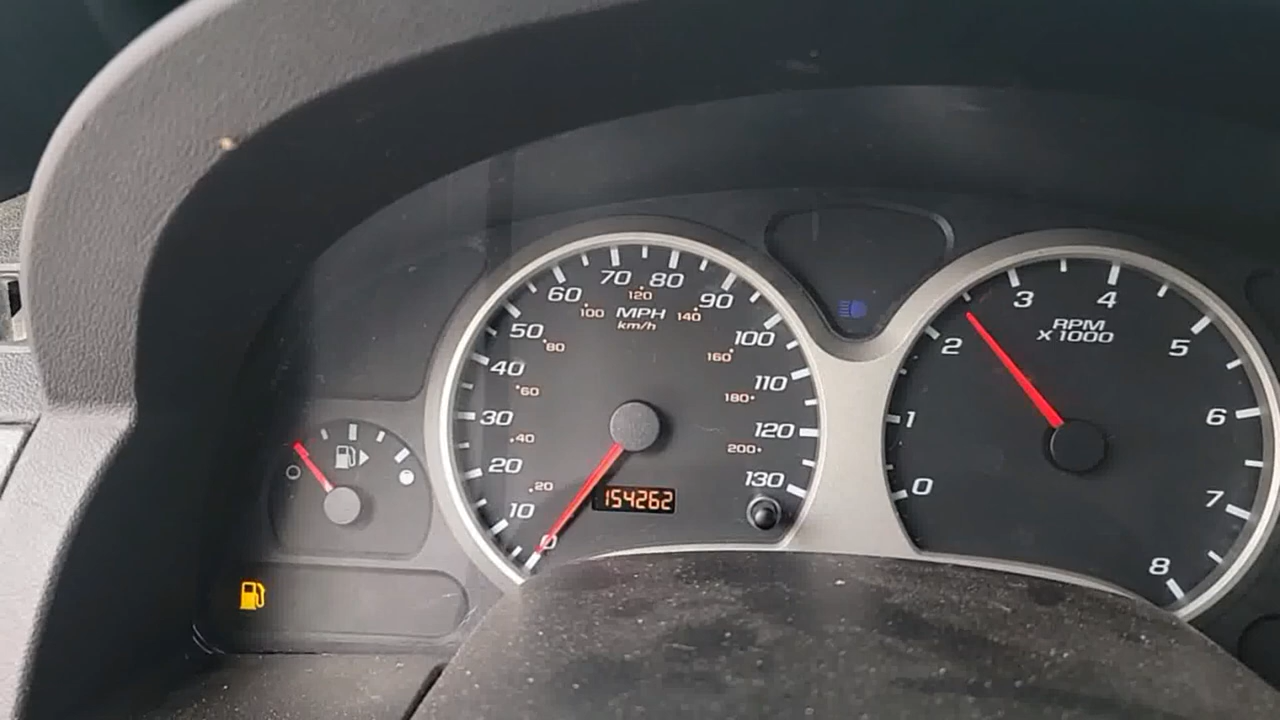 70 80
60 120 90
100 MPH 140
km/h
50 80 160 100
40 60 180 110
30 40 200 120
20 20 130
10 154262
0
3 4
2 RPM 5
X 1000
1 6
0 7
8